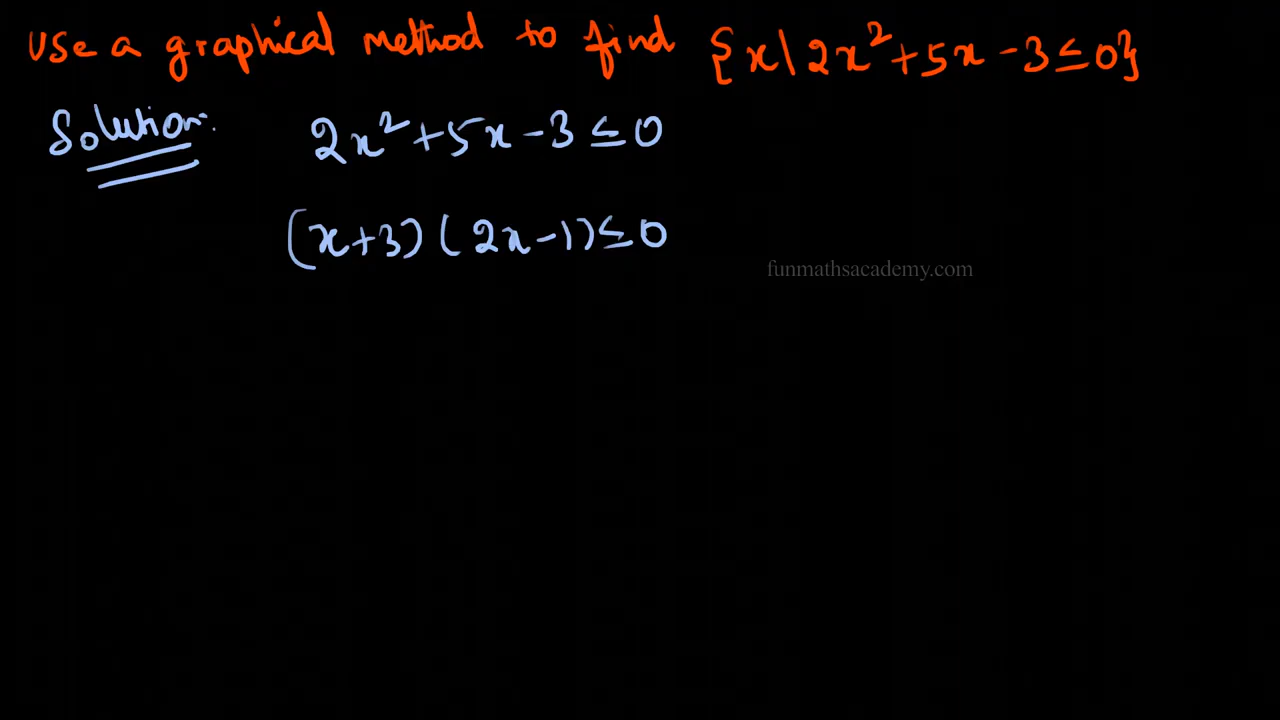 Use a graphical method to find {x | 2x² + 5x - 3 ≤ 0}
Solution:
2x² + 5x - 3 ≤ 0
(x+3) (2x-1) ≤ 0
funmathsacademy.com